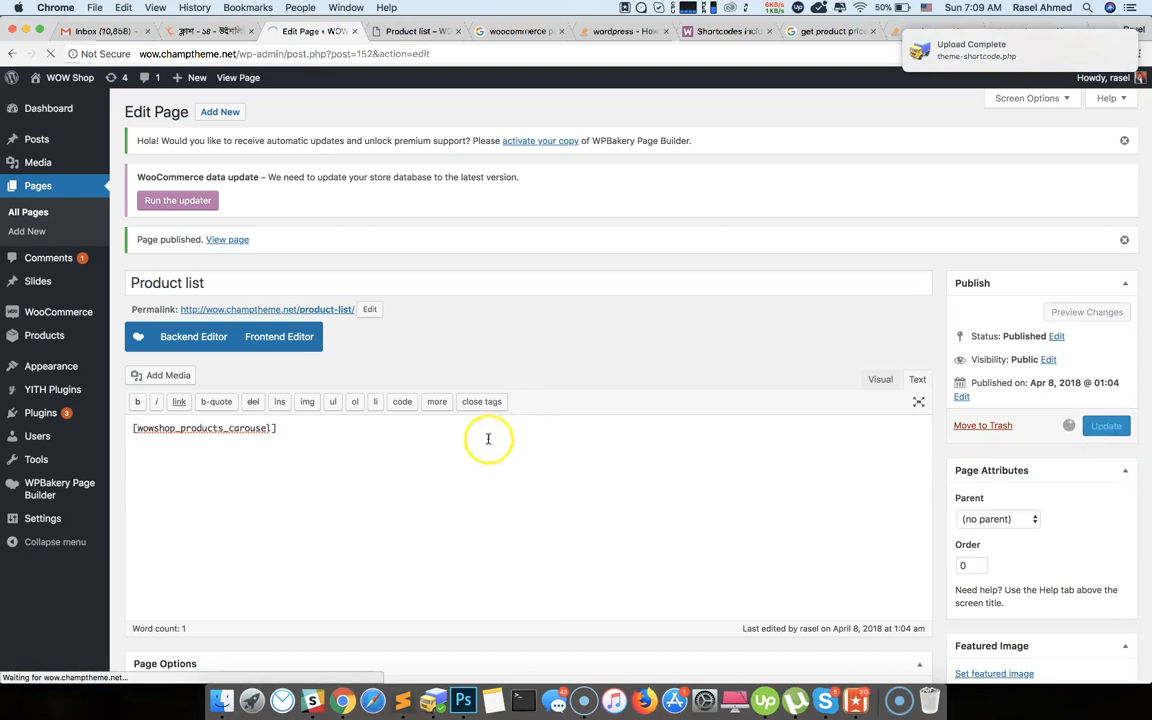 Chrome File Edit View History Bookmarks People Window Help
6KB/s
1KB/s
50% Sun 7:09 AM Rasel Ahmed
Inbox (10,858)
ক্লাশ - ১৪ - উইশলি
Edit Page ‹ WOW
Product list – WO
woocommerce p
wordpress - How
Shortcodes inclu
get product price
Rasel
Not Secure wow.champtheme.net/wp-admin/post.php?post=152&action=edit
Upload Complete
theme-shortcode.php
WOW Shop 4 1 New View Page Howdy, rasel
Screen Options Help
Dashboard
Posts
Media
Pages
All Pages
Add New
Comments 1
Slides
WooCommerce
Products
Appearance
YITH Plugins
Plugins 3
Users
Tools
WPBakery Page
Builder
Settings
Collapse menu
Edit Page Add New
Hola! Would you like to receive automatic updates and unlock premium support? Please activate your copy of WPBakery Page Builder.
WooCommerce data update – We need to update your store database to the latest version.
Run the updater
Page published. View page
Product list
Permalink: http://wow.champtheme.net/product-list/ Edit
Backend Editor Frontend Editor
Add Media Visual Text
b i link b-quote del ins img ul ol li code more close tags
[wowshop_products_carousel]
Word count: 1 Last edited by rasel on April 8, 2018 at 1:04 am
Page Options
Publish
Preview Changes
Status: Published Edit
Visibility: Public Edit
Published on: Apr 8, 2018 @ 01:04
Edit
Move to Trash Update
Page Attributes
Parent
(no parent)
Order
0
Need help? Use the Help tab above the
screen title.
Featured Image
Set featured image
Waiting for wow.champtheme.net...